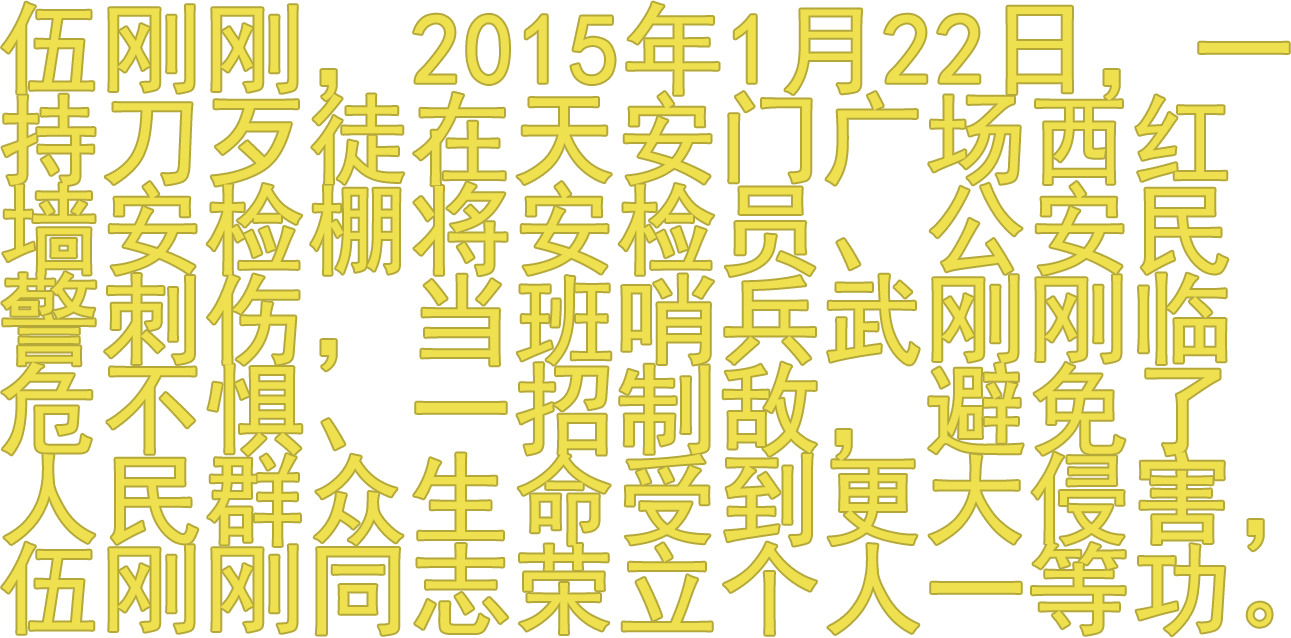 伍刚刚，2015年1月22日，一
持刀歹徒在天安门广场西红
墙安检棚将安检员、公安民
警刺伤，当班哨兵武刚刚临
危不惧、一招制敌，避免了
人民群众生命受到更大侵害，
伍刚刚同志荣立个人一等功。